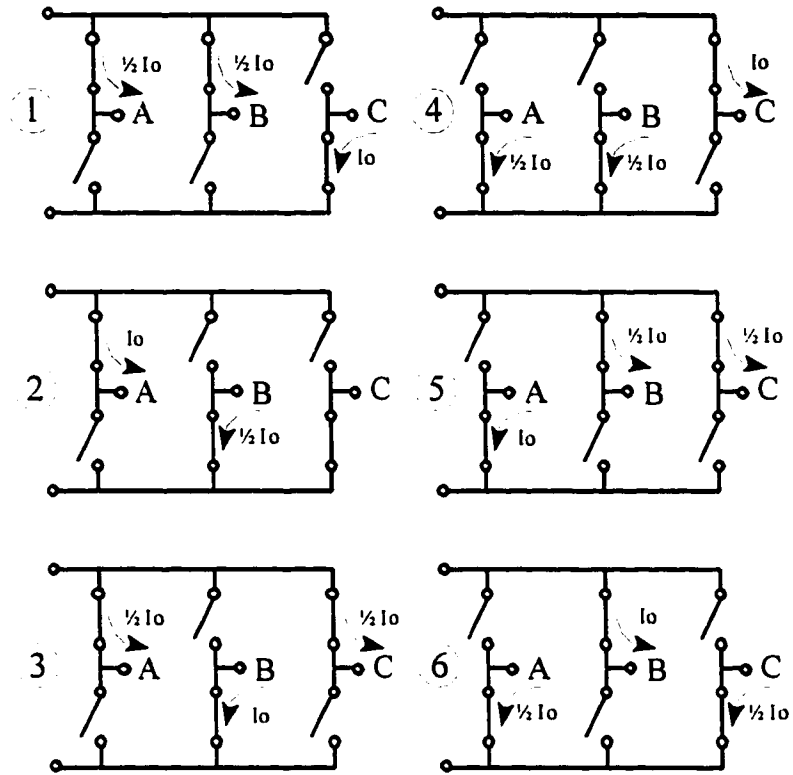 ½ Io ½ Io Io
1 A B C 4 A B C
Io ½ Io ½ Io
Io ½ Io ½ Io
2 A B C 5 A B C
½ Io Io
½ Io ½ Io Io
3 A B C 6 A B C
Io ½ Io ½ Io